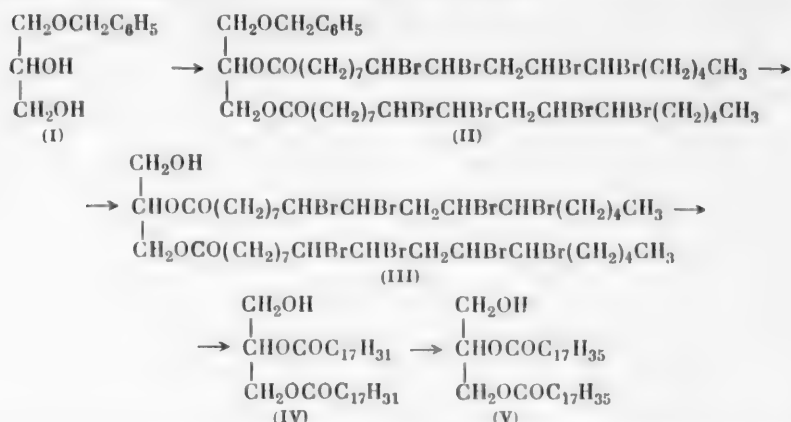 CH₂OCH₂C₆H₅ CH₂OCH₂C₆H₅
CHOH → CHOCO(CH₂)₇CHBrCHBrCH₂CHBrCHBr(CH₂)₄CH₃ →
CH₂OH CH₂OCO(CH₂)₇CHBrCHBrCH₂CHBrCHBr(CH₂)₄CH₃
(I) (II)
CH₂OH
→ CHOCO(CH₂)₇CHBrCHBrCH₂CHBrCHBr(CH₂)₄CH₃ →
CH₂OCO(CH₂)₇CHBrCHBrCH₂CHBrCHBr(CH₂)₄CH₃
(III)
CH₂OH CH₂OH
→ CHOCOC₁₇H₃₁ → CHOCOC₁₇H₃₅
CH₂OCOC₁₇H₃₁ CH₂OCOC₁₇H₃₅
(IV) (V)